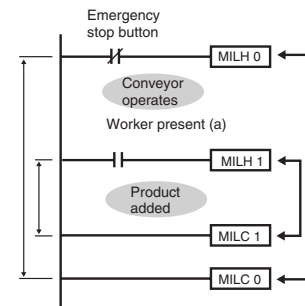 Emergency
stop button
MILH 0
Conveyor
operates
Worker present (a)
MILH 1
Product
added
MILC 1
MILC 0